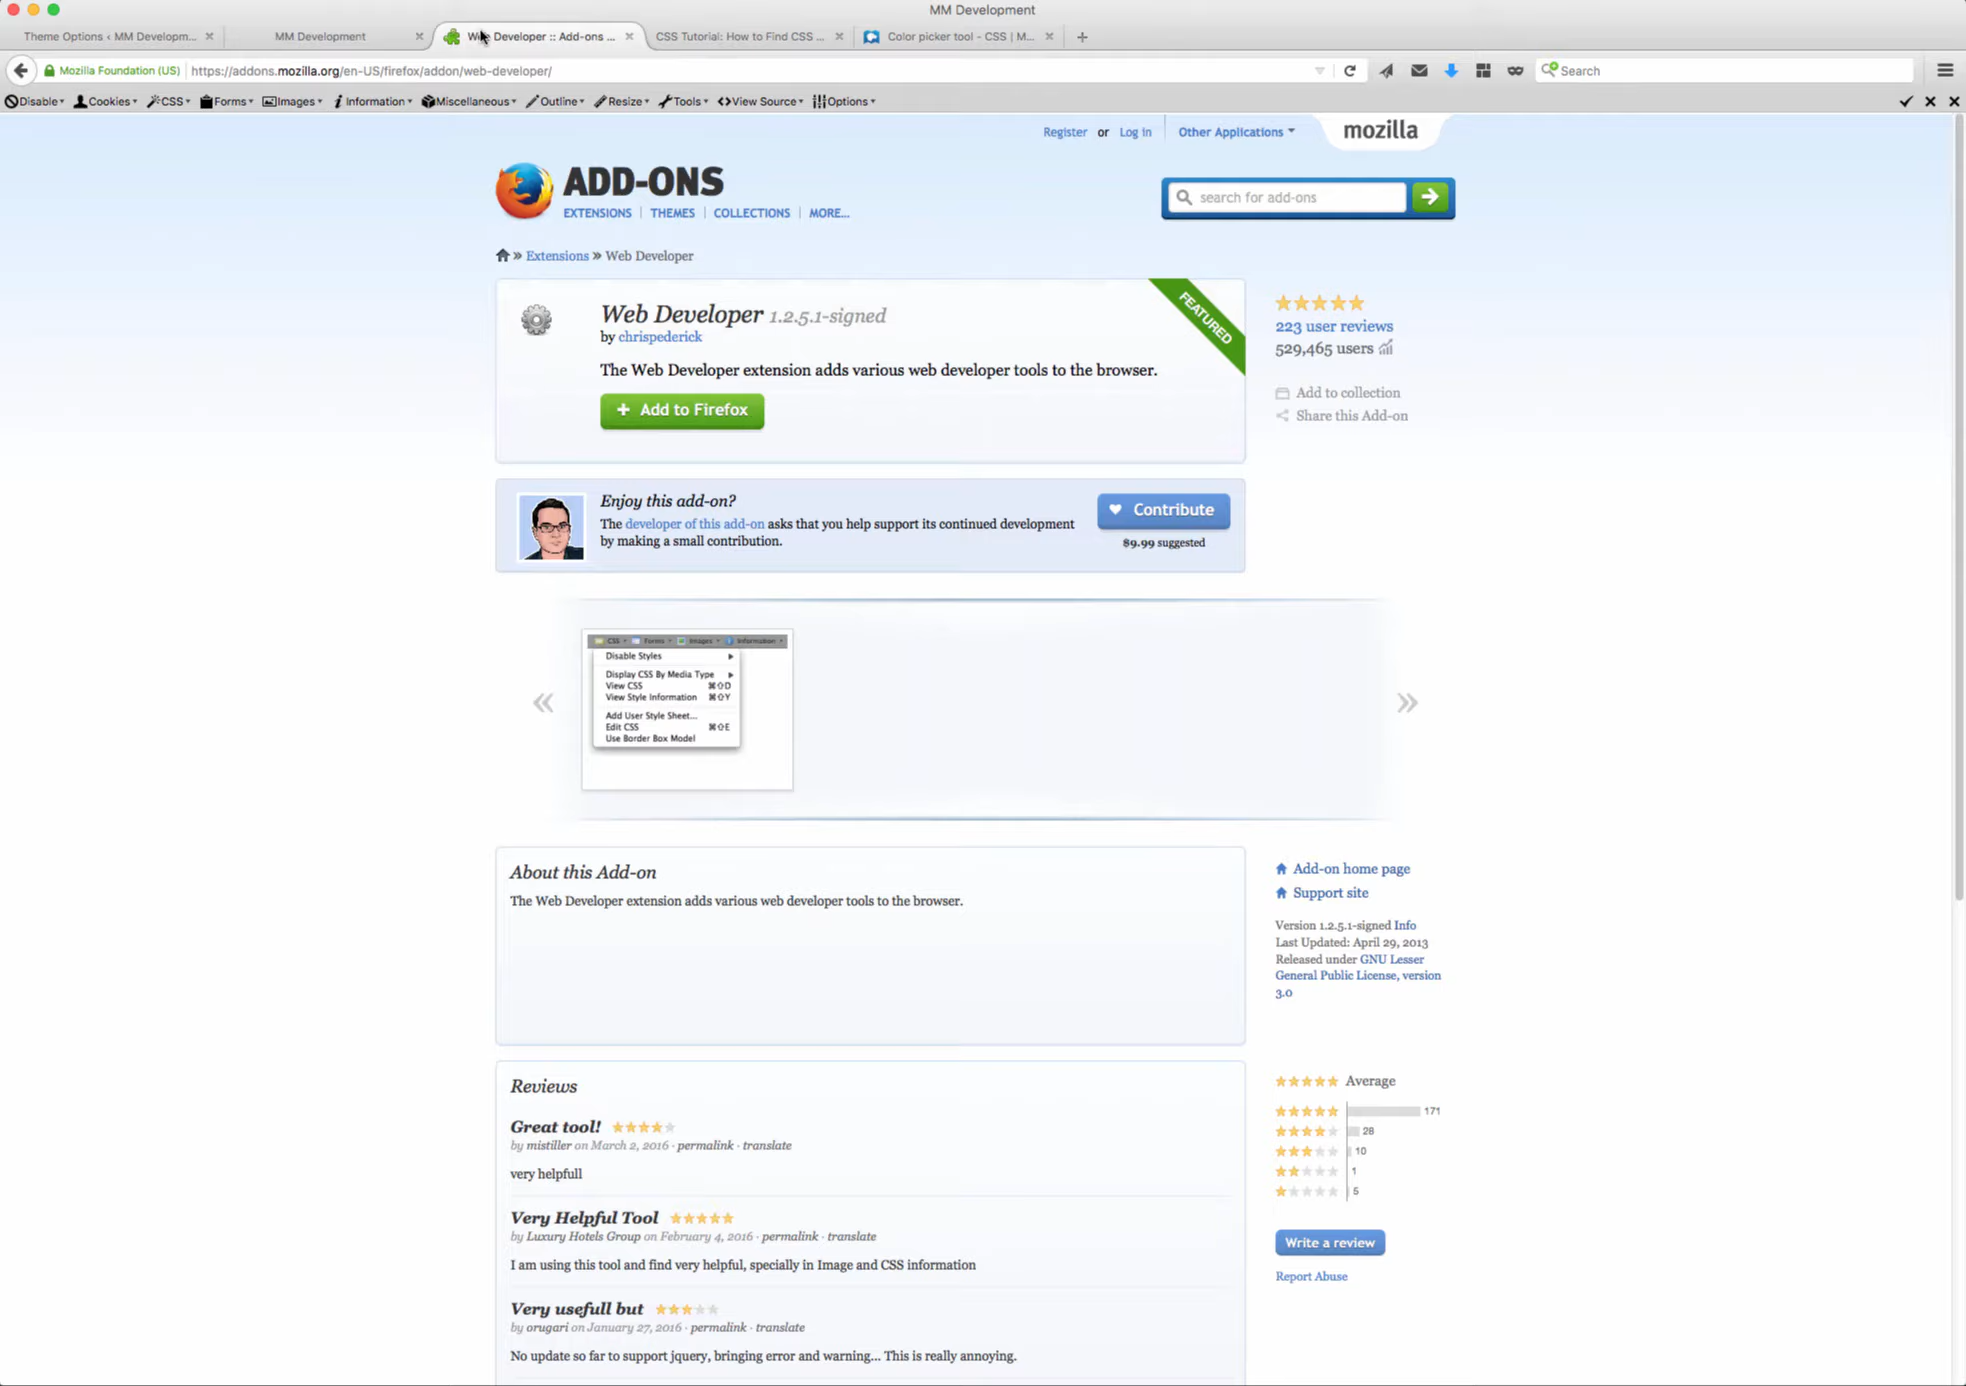 MM Development
Theme Options ‹ MM Developm...
MM Development
We Developer :: Add-ons ...
CSS Tutorial: How to Find CSS ...
Color picker tool - CSS | M...
Mozilla Foundation (US)
https://addons.mozilla.org/en-US/firefox/addon/web-developer/
Search
Disable
Cookies
CSS
Forms
Images
Information
Miscellaneous
Outline
Resize
Tools
View Source
Options
Register or Log in
Other Applications
mozilla
ADD-ONS
EXTENSIONS
THEMES
COLLECTIONS
MORE...
search for add-ons
» Extensions » Web Developer
Web Developer 1.2.5.1-signed
by chrispederick
The Web Developer extension adds various web developer tools to the browser.
+ Add to Firefox
FEATURED
223 user reviews
529,465 users
Add to collection
Share this Add-on
Enjoy this add-on?
The developer of this add-on asks that you help support its continued development
by making a small contribution.
Contribute
$9.99 suggested
«
CSS
Forms
Images
Information
Disable Styles
Display CSS By Media Type
View CSS ⌘⇧D
View Style Information ⌘⇧Y
Add User Style Sheet...
Edit CSS ⌘⇧E
Use Border Box Model
»
About this Add-on
The Web Developer extension adds various web developer tools to the browser.
Add-on home page
Support site
Version 1.2.5.1-signed Info
Last Updated: April 29, 2013
Released under GNU Lesser
General Public License, version
3.0
Reviews
Great tool!
by mistiller on March 2, 2016 · permalink · translate
very helpfull
Very Helpful Tool
by Luxury Hotels Group on February 4, 2016 · permalink · translate
I am using this tool and find very helpful, specially in Image and CSS information
Very usefull but
by orugari on January 27, 2016 · permalink · translate
No update so far to support jquery, bringing error and warning... This is really annoying.
Average
171
28
10
1
5
Write a review
Report Abuse